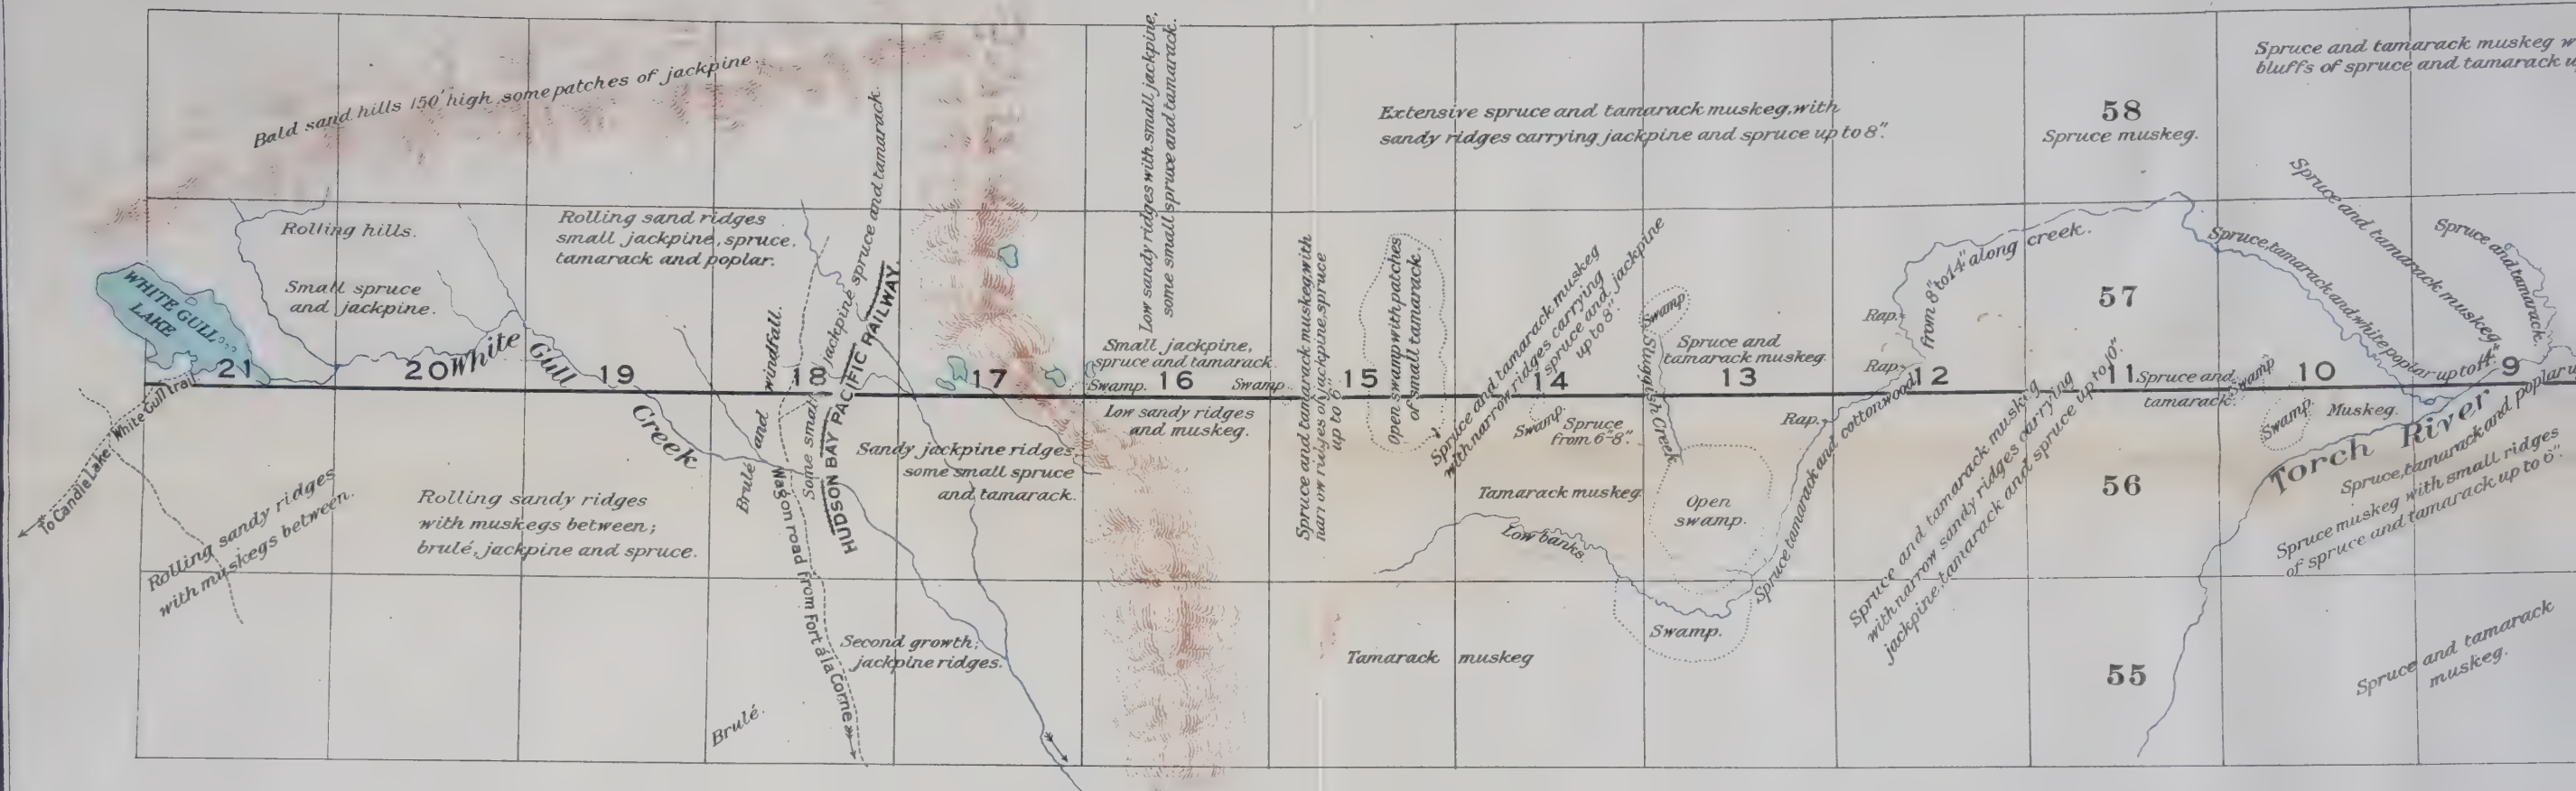 Bald sand hills 150' high some patches of jackpine.
Rolling hills.
Small spruce
and jackpine.
WHITE GULL
LAKE
White Gull trail
To Candle Lake
Rolling sandy ridges
with muskegs between.
Rolling sand ridges
small jackpine, spruce,
tamarack and poplar.
White Gull Creek
Rolling sandy ridges
with muskegs between;
brulé, jackpine and spruce.
Brulé and windfall.
Some small jackpine spruce and tamarack.
HUDSON BAY PACIFIC RAILWAY.
Wagon road from Fort á la Corne
Brulé.
Sandy jackpine ridges,
some small spruce
and tamarack.
Second growth;
jackpine ridges.
Low sandy ridges with small jackpine,
some small spruce and tamarack.
Small jackpine,
spruce and tamarack
Swamp.
Swamp
Low sandy ridges
and muskeg.
Spruce and tamarack muskeg, with
narrow ridges of jackpine, spruce
up to 6"
Open swamp with patches
of small tamarack.
Extensive spruce and tamarack muskeg, with
sandy ridges carrying jackpine and spruce up to 8".
Spruce and tamarack muskeg
with narrow ridges carrying
spruce and jackpine
up to 8".
Swamp.
Spruce
from 6"-8".
Swamp
Sluggish Creek
Spruce and
tamarack muskeg.
Tamarack muskeg
Low banks
Open
swamp.
Swamp.
Tamarack muskeg
Rap.
Rap.
Rap.
Spruce tamarack and cottonwood
from 8" to 14" along creek.
Spruce and tamarack muskeg
with narrow sandy ridges carrying
jackpine, tamarack and spruce up to 10".
58
Spruce muskeg.
57
56
55
21 20 19 18 17 16 15 14 13 12 11 10 9
Spruce and
tamarack.
Swamp
Swamp.
Muskeg.
Spruce and tamarack muskeg w
bluffs of spruce and tamarack u
Spruce and tamarack muskeg
Spruce, tamarack and white poplar up to 14"
Spruce and tamarack.
Torch River
Spruce, tamarack and poplar u
Spruce muskeg with small ridges
of spruce and tamarack up to 6".
Spruce and tamarack
muskeg.